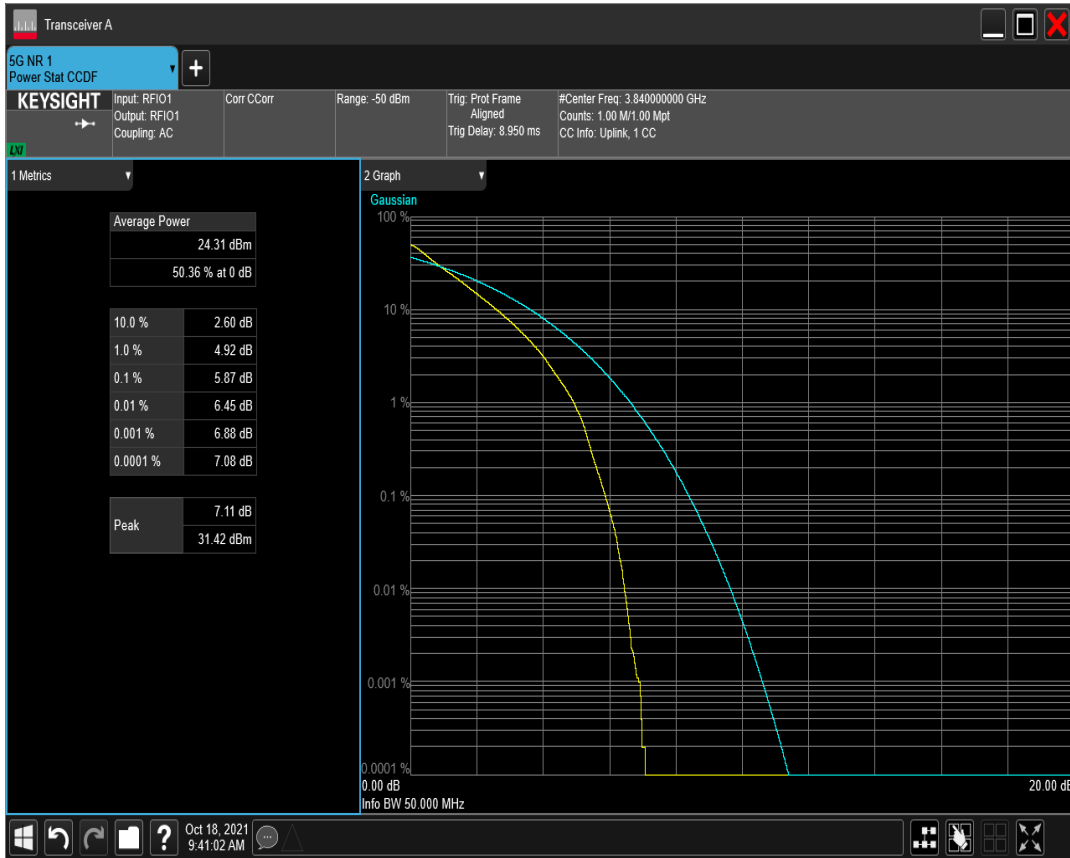 Transceiver A
5G NR 1
Power Stat CCDF
KEYSIGHT
LXI
Input: RFIO1
Output: RFIO1
Coupling: AC
Corr CCorr
Range: -50 dBm
Trig: Prot Frame
Aligned
Trig Delay: 8.950 ms
#Center Freq: 3.840000000 GHz
Counts: 1.00 M/1.00 Mpt
CC Info: Uplink, 1 CC
1 Metrics
Average Power
24.31 dBm
50.36 % at 0 dB
10.0 % 2.60 dB
1.0 % 4.92 dB
0.1 % 5.87 dB
0.01 % 6.45 dB
0.001 % 6.88 dB
0.0001 % 7.08 dB
Peak
7.11 dB
31.42 dBm
2 Graph
Gaussian
100 %
10 %
1 %
0.1 %
0.01 %
0.001 %
0.0001 %
0.00 dB 20.00 dB
Info BW 50.000 MHz
? Oct 18, 2021
9:41:02 AM